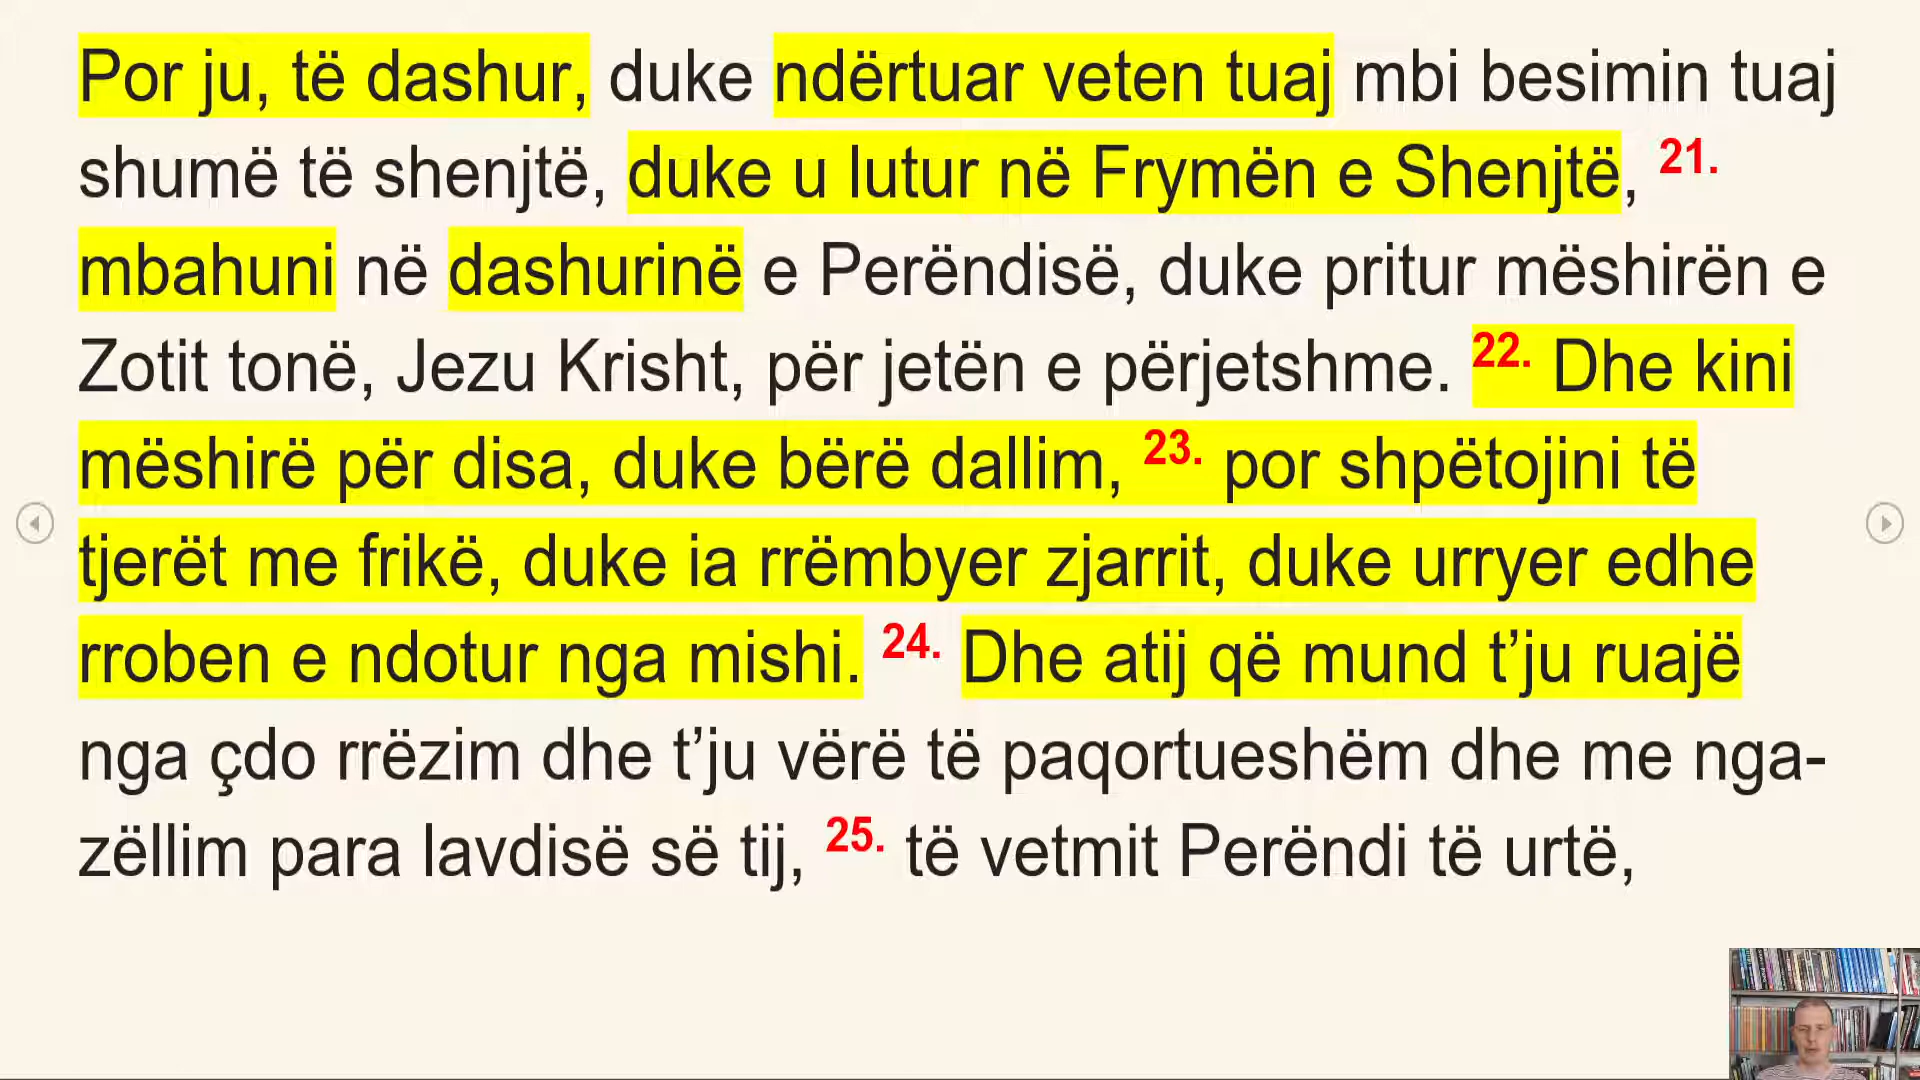 Por ju, të dashur, duke ndërtuar veten tuaj mbi besimin tuaj
shumë të shenjtë, duke u lutur në Frymën e Shenjtë, 21.
mbahuni në dashurinë e Perëndisë, duke pritur mëshirën e
Zotit tonë, Jezu Krisht, për jetën e përjetshme. 22. Dhe kini
mëshirë për disa, duke bërë dallim, 23. por shpëtojini të
tjerët me frikë, duke ia rrëmbyer zjarrit, duke urryer edhe
rroben e ndotur nga mishi. 24. Dhe atij që mund t’ju ruajë
nga çdo rrëzim dhe t’ju vërë të paqortueshëm dhe me nga-
zëllim para lavdisë së tij, 25. të vetmit Perëndi të urtë,